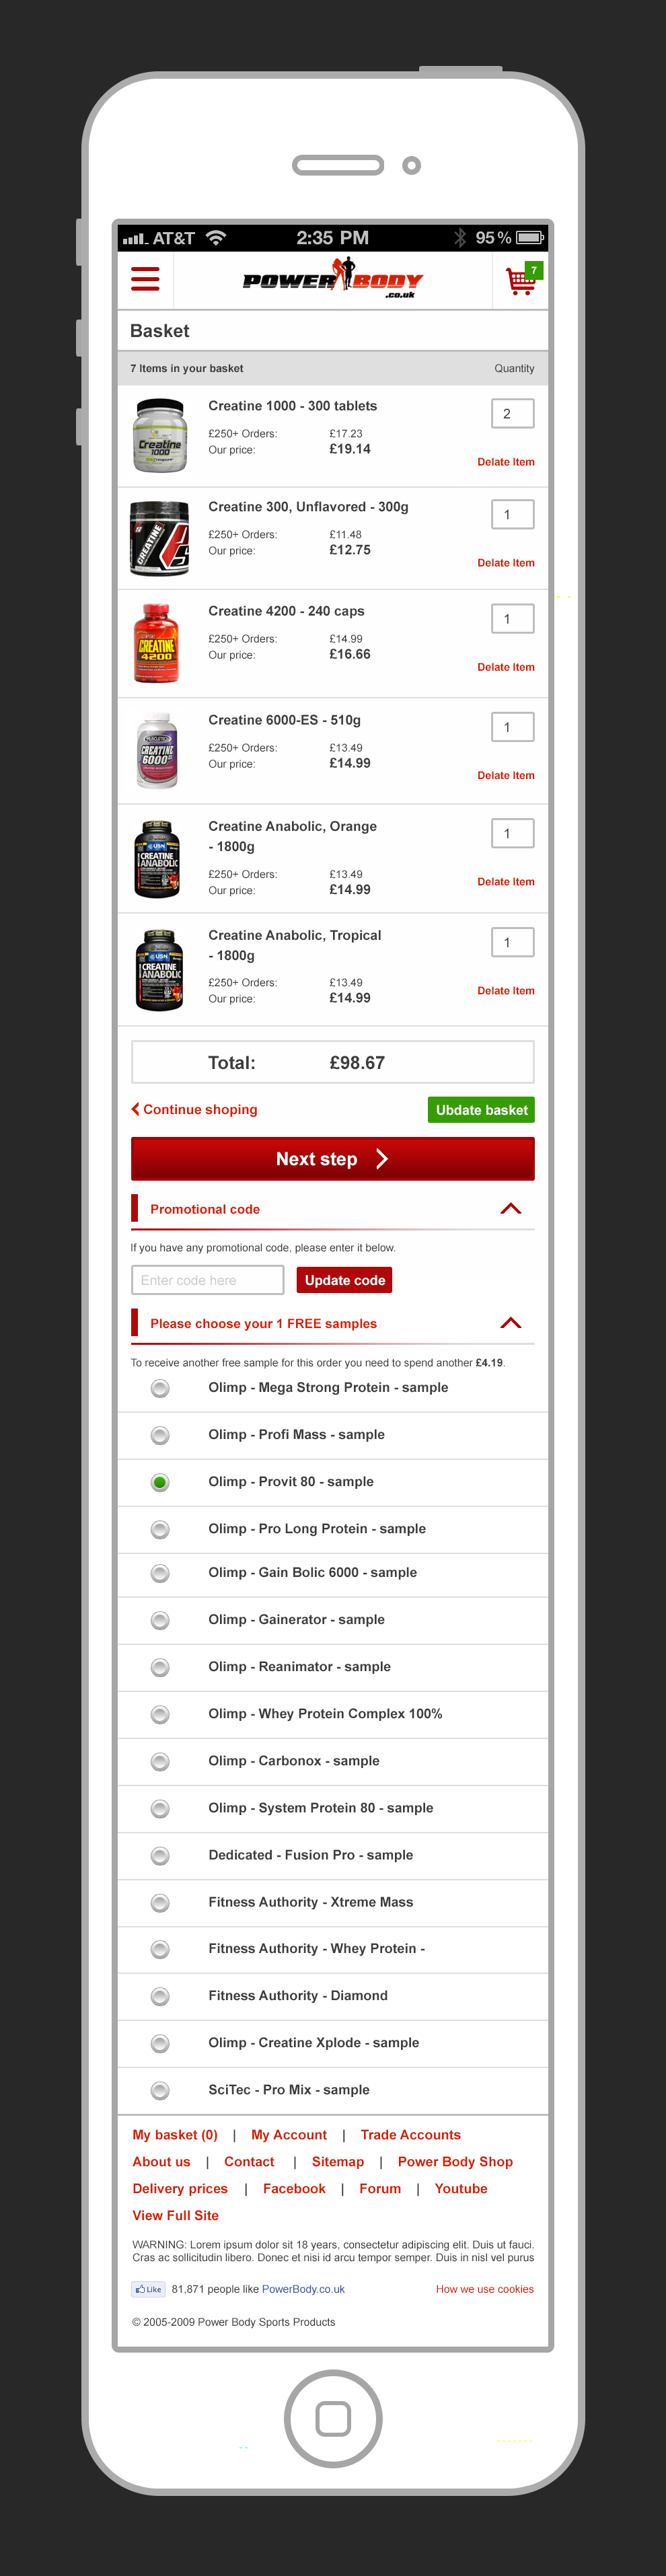 AT&T 2:35 PM 95 %
POWER BODY 7
.co.uk
Basket
7 Items in your basket Quantity
Creatine 1000 - 300 tablets 2
£250+ Orders: £17.23
Our price: £19.14
Delate Item
Creatine
1000
Creatine 300, Unflavored - 300g 1
£250+ Orders: £11.48
Our price: £12.75
Delate Item
CREATINE
Creatine 4200 - 240 caps 1
£250+ Orders: £14.99
Our price: £16.66
Delate Item
CREATINE
4200
Creatine 6000-ES - 510g 1
£250+ Orders: £13.49
Our price: £14.99
Delate Item
CREATINE
6000
Creatine Anabolic, Orange 1
- 1800g
£250+ Orders: £13.49
Our price: £14.99
Delate Item
USN
CREATINE
ANABOLIC
Creatine Anabolic, Tropical 1
- 1800g
£250+ Orders: £13.49
Our price: £14.99
Delate Item
USN
CREATINE
ANABOLIC
Total: £98.67
Continue shoping Ubdate basket
Next step
Promotional code
If you have any promotional code, please enter it below.
Enter code here Update code
Please choose your 1 FREE samples
To receive another free sample for this order you need to spend another £4.19.
Olimp - Mega Strong Protein - sample
Olimp - Profi Mass - sample
Olimp - Provit 80 - sample
Olimp - Pro Long Protein - sample
Olimp - Gain Bolic 6000 - sample
Olimp - Gainerator - sample
Olimp - Reanimator - sample
Olimp - Whey Protein Complex 100%
Olimp - Carbonox - sample
Olimp - System Protein 80 - sample
Dedicated - Fusion Pro - sample
Fitness Authority - Xtreme Mass
Fitness Authority - Whey Protein -
Fitness Authority - Diamond
Olimp - Creatine Xplode - sample
SciTec - Pro Mix - sample
My basket (0) | My Account | Trade Accounts
About us | Contact | Sitemap | Power Body Shop
Delivery prices | Facebook | Forum | Youtube
View Full Site
WARNING: Lorem ipsum dolor sit 18 years, consectetur adipiscing elit. Duis ut fauci.
Cras ac sollicitudin libero. Donec et nisi id arcu tempor semper. Duis in nisl vel purus
Like 81,871 people like PowerBody.co.uk How we use cookies
© 2005-2009 Power Body Sports Products